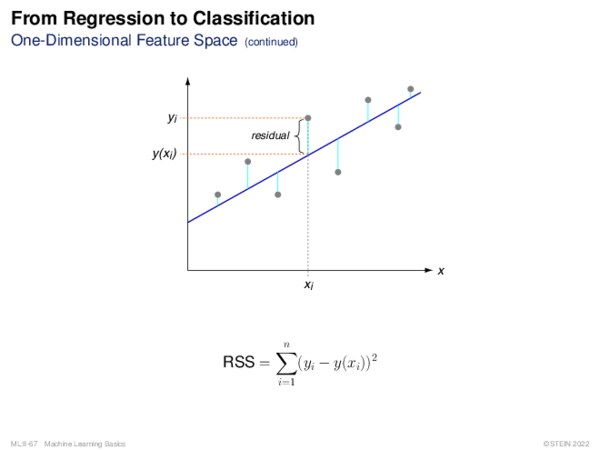 From Regression to Classification
One-Dimensional Feature Space (continued)
yᵢ
residual
y(xᵢ)
x
xᵢ
RSS = ∑ᵢ₌₁ⁿ (yᵢ − y(xᵢ))²
ML:II-67 Machine Learning Basics
©STEIN 2022